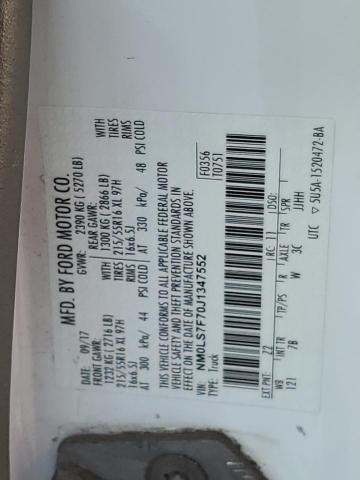 MFD. BY FORD MOTOR CO.
DATE: 09/17 GVWR: 2390 KG (5270 LB)
FRONT GAWR: REAR GAWR:
1232 KG (2716 LB) WITH 1300 KG (2866 LB) WITH
215/55R16 XL 97H TIRES 215/55R16 XL 97H TIRES
16x6.5J RIMS 16x6.5J RIMS
AT 300 kPa/ 44 PSI COLD AT 330 kPa/ 48 PSI COLD
THIS VEHICLE CONFORMS TO ALL APPLICABLE FEDERAL MOTOR
VEHICLE SAFETY AND THEFT PREVENTION STANDARDS IN
EFFECT ON THE DATE OF MANUFACTURE SHOWN ABOVE.
VIN: NM0LS7F70J1347552 F0356
TYPE: Truck T0751
EXT PNT: Z2 RC: 11 DSO:
WB INT TR TP/PS R AXLE TR SPR
121 7B W 3C JJHH
UTC ▽ 5U5A-1520472-BA